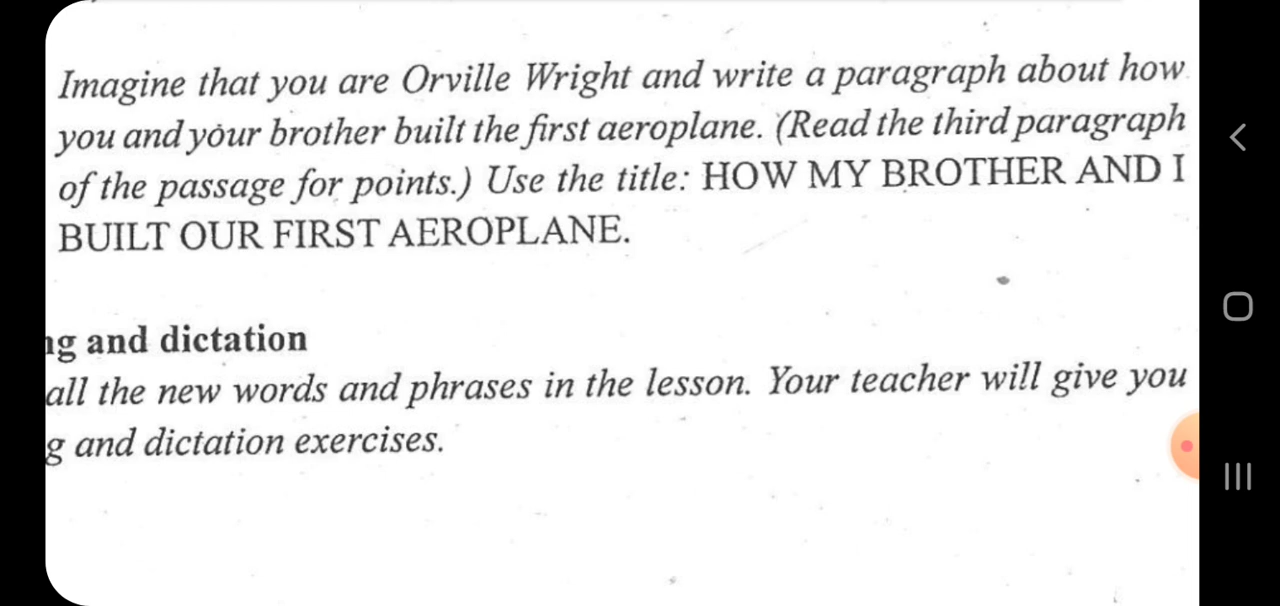 Imagine that you are Orville Wright and write a paragraph about how
you and your brother built the first aeroplane. (Read the third paragraph
of the passage for points.) Use the title: HOW MY BROTHER AND I
BUILT OUR FIRST AEROPLANE.
g and dictation
all the new words and phrases in the lesson. Your teacher will give you
g and dictation exercises.